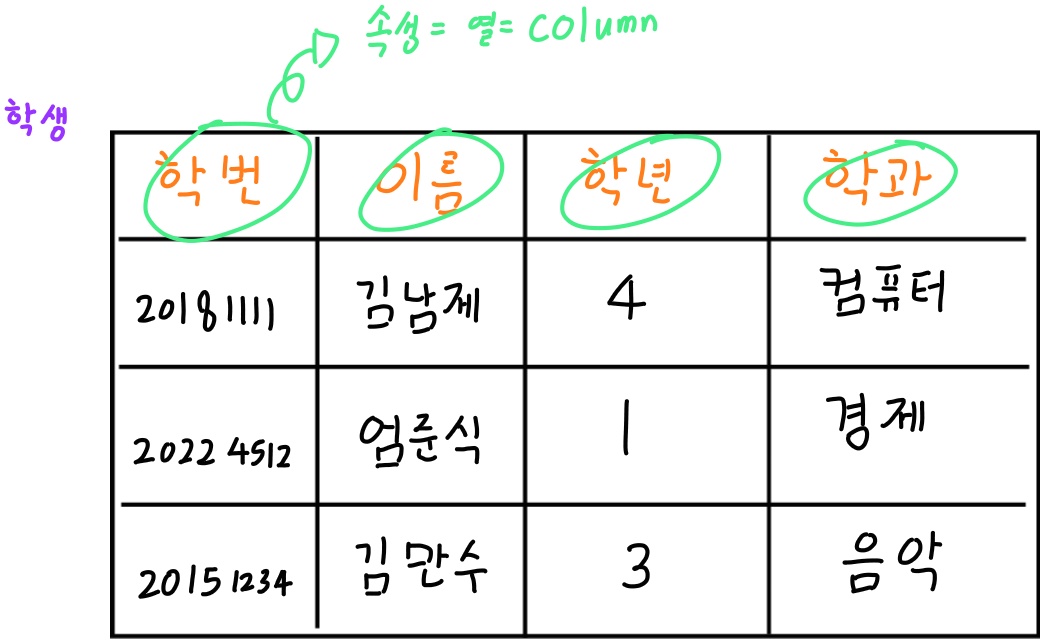 속성 = 열 = column
학생
학번 이름 학년 학과
20181111 김남제 4 컴퓨터
20224512 엄준식 1 경제
20151234 김만수 3 음악